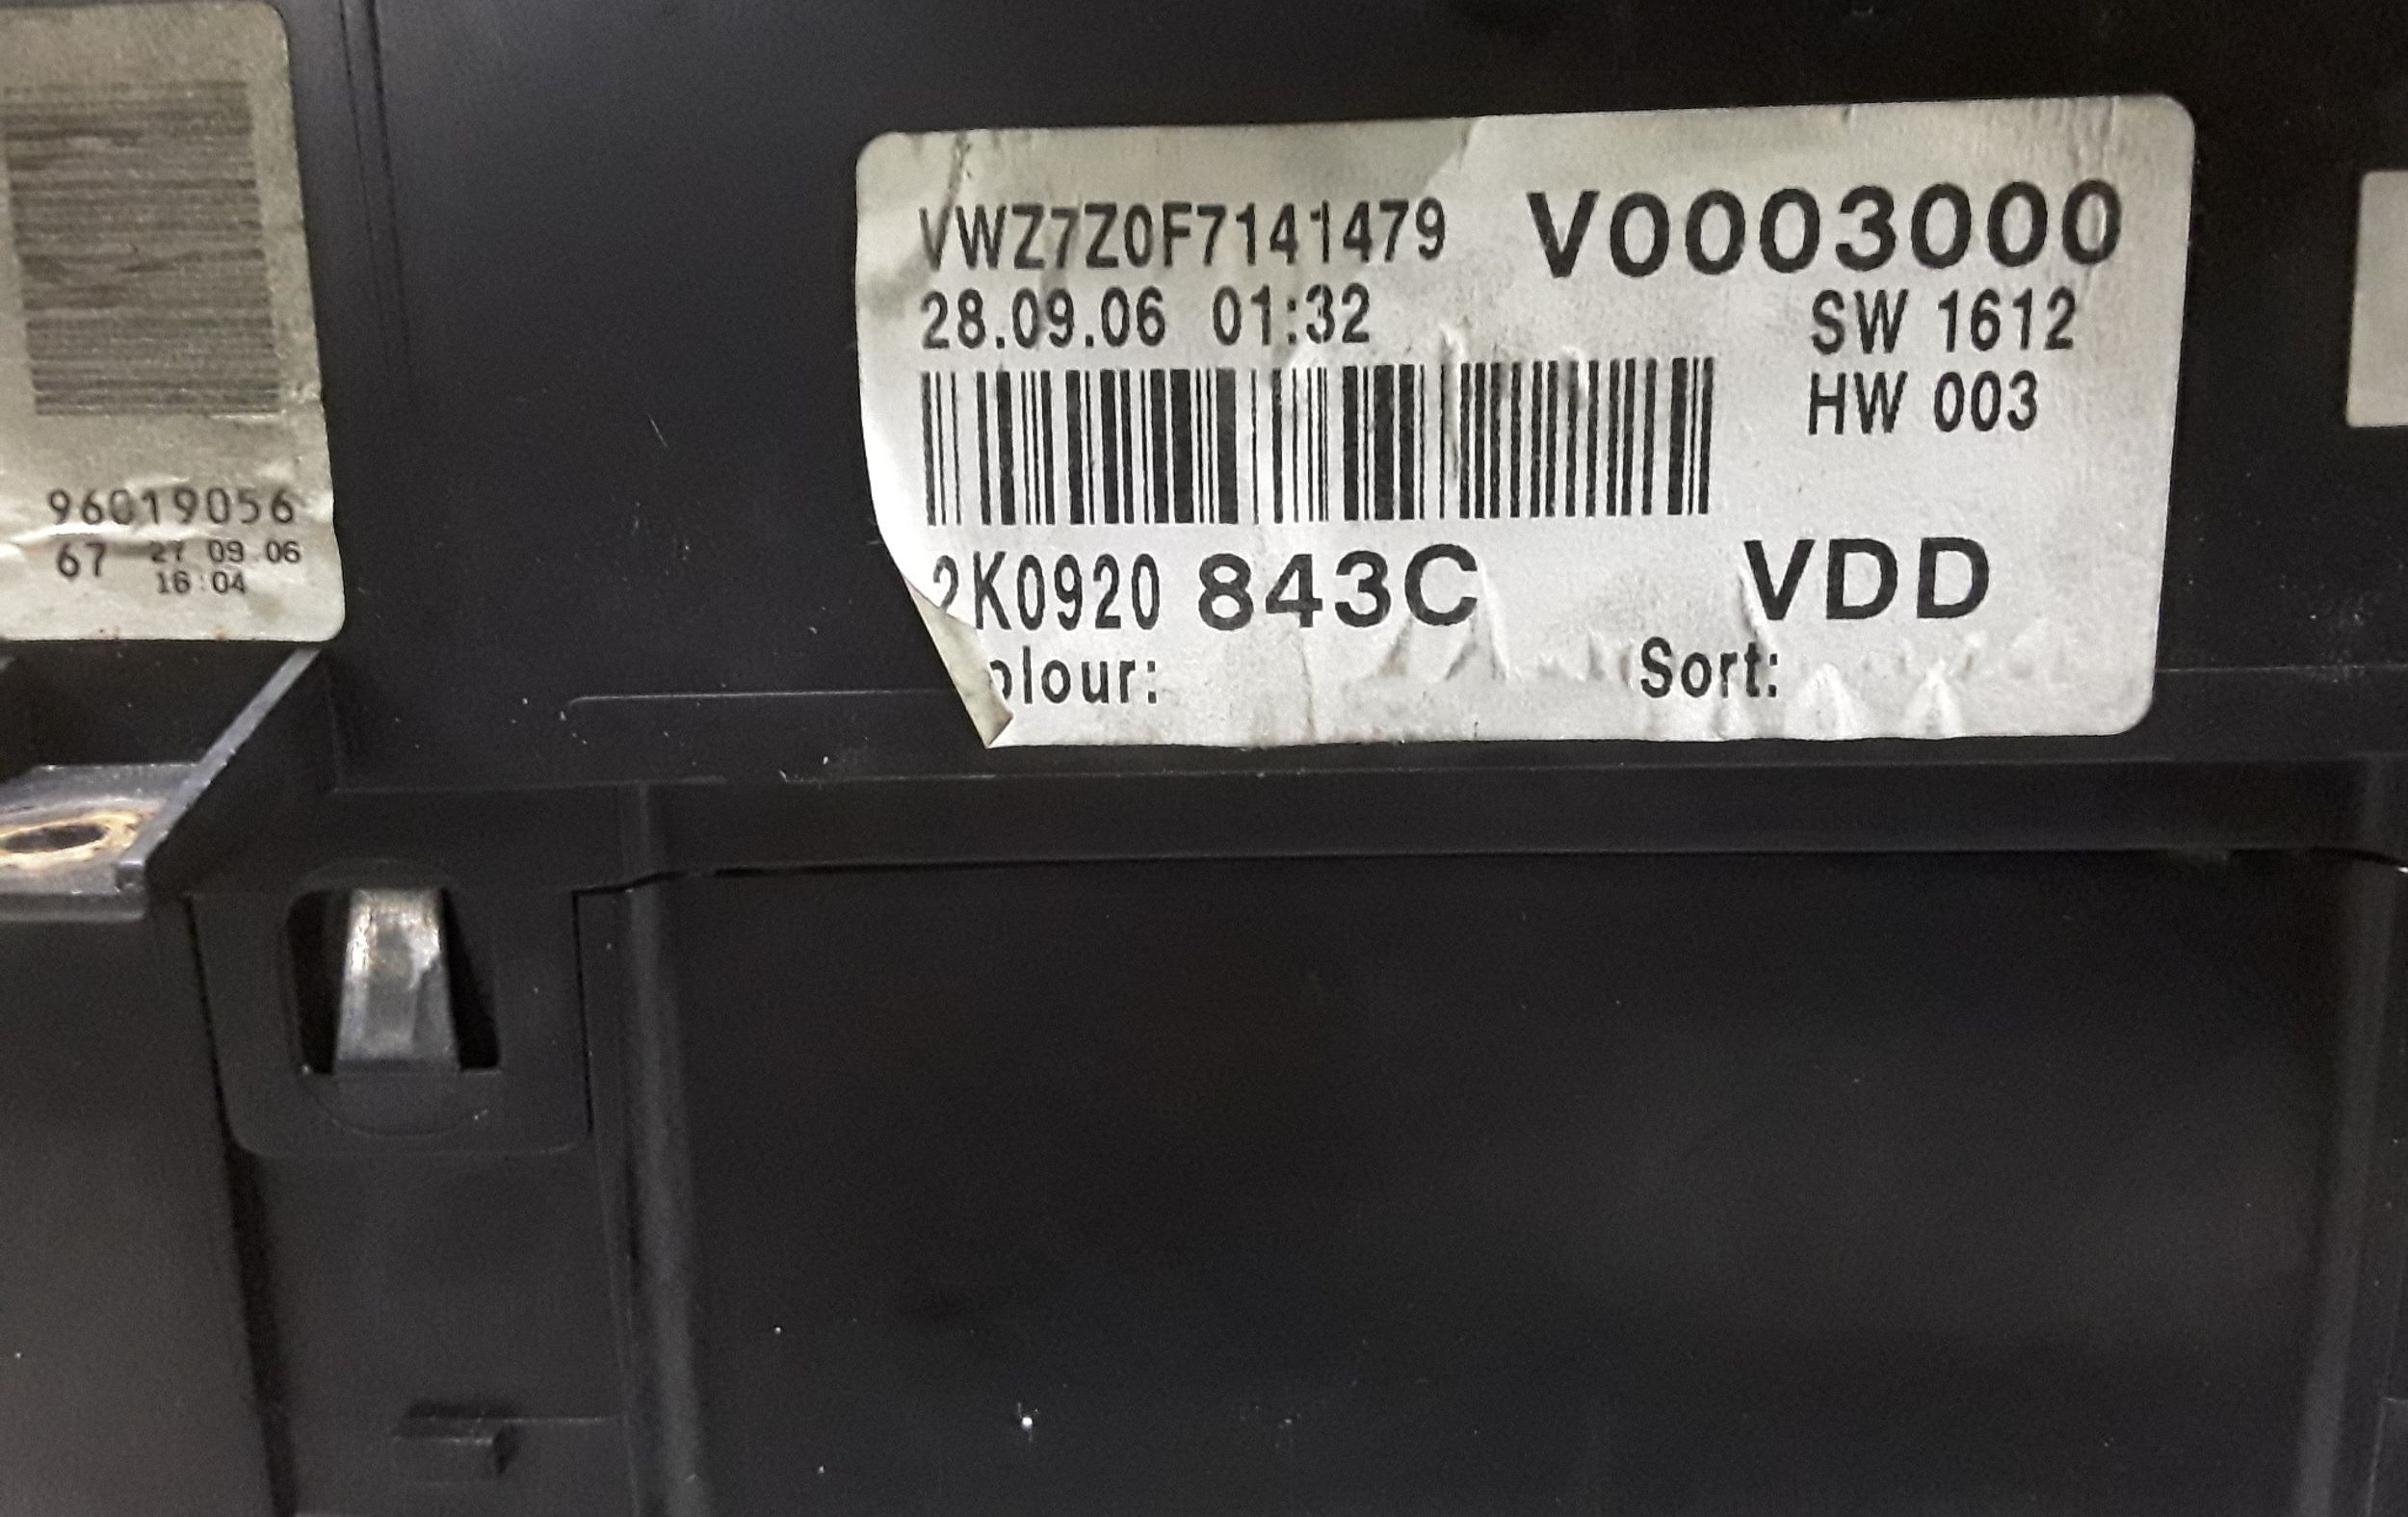 96019056
67 27 09 06
16:04
VWZ7Z0F7141479 V0003000
28.09.06 01:32 SW 1612
HW 003
2K0920 843C VDD
olour: Sort: